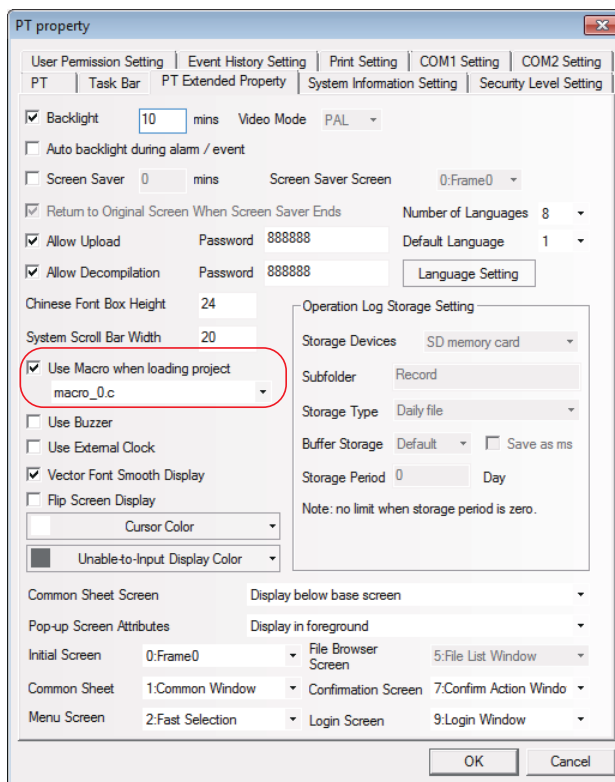 PT property
User Permission Setting Event History Setting Print Setting COM1 Setting COM2 Setting
PT Task Bar PT Extended Property System Information Setting Security Level Setting
Backlight 10 mins Video Mode PAL
Auto backlight during alarm / event
Screen Saver 0 mins Screen Saver Screen 0:Frame0
Return to Original Screen When Screen Saver Ends Number of Languages 8
Allow Upload Password 888888 Default Language 1
Allow Decompilation Password 888888 Language Setting
Chinese Font Box Height 24 Operation Log Storage Setting
System Scroll Bar Width 20 Storage Devices SD memory card
Use Macro when loading project
macro_0.c
Subfolder Record
Storage Type Daily file
Use Buzzer
Use External Clock
Buffer Storage Default Save as ms
Vector Font Smooth Display
Storage Period 0 Day
Flip Screen Display
Note: no limit when storage period is zero.
Cursor Color
Unable-to-Input Display Color
Common Sheet Screen Display below base screen
Pop-up Screen Attributes Display in foreground
Initial Screen 0:Frame0 File Browser Screen 5:File List Window
Common Sheet 1:Common Window Confirmation Screen 7:Confirm Action Windo
Menu Screen 2:Fast Selection Login Screen 9:Login Window
OK Cancel